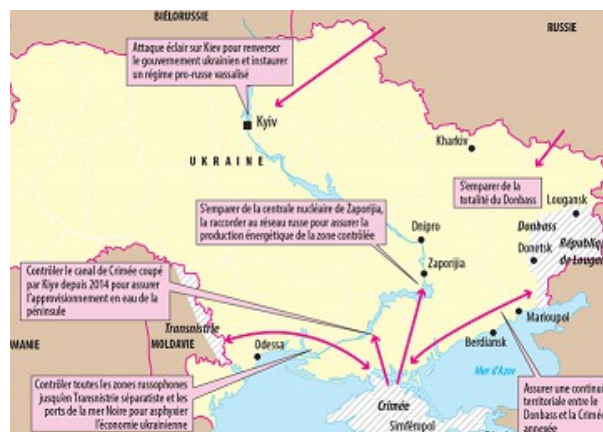 BIÉLORUSSIE
RUSSIE
Attaque éclair sur Kiev pour renverser
le gouvernement ukrainien et instaurer
un régime pro-russe vassalisé
Kyiv
Kharkiv
UKRAINE
S'emparer de la
totalité du Donbass
Lougansk
S'emparer de la centrale nucléaire de Zaporijia,
la raccorder au réseau russe pour assurer la
production énergétique de la zone contrôlée
Dnipro
Donbass
Donetsk
Républiq
de Lougan
Zaporijia
Contrôler le canal de Crimée coupé
par Kyiv depuis 2014 pour assurer
l'approvisionnement en eau de la
péninsule
Marioupol
Transnistrie
Berdiansk
MANIE
MOLDAVIE
Odessa
Mer d'Azov
Contrôler toutes les zones russophones
jusqu'en Transnistrie séparatiste et les
ports de la mer Noire pour asphyxier
l'économie ukrainienne
Assurer une continui
territoriale entre le
Donbass et la Crimée
annexée
Crimée
Simféropol